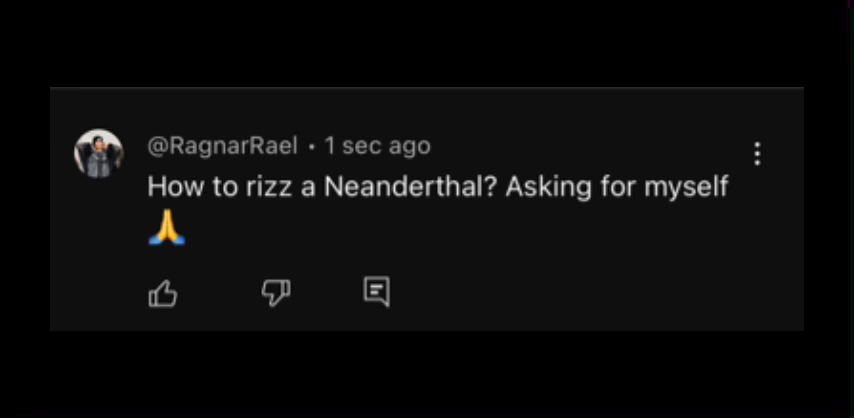 @RagnarRael • 1 sec ago
How to rizz a Neanderthal? Asking for myself
🙏